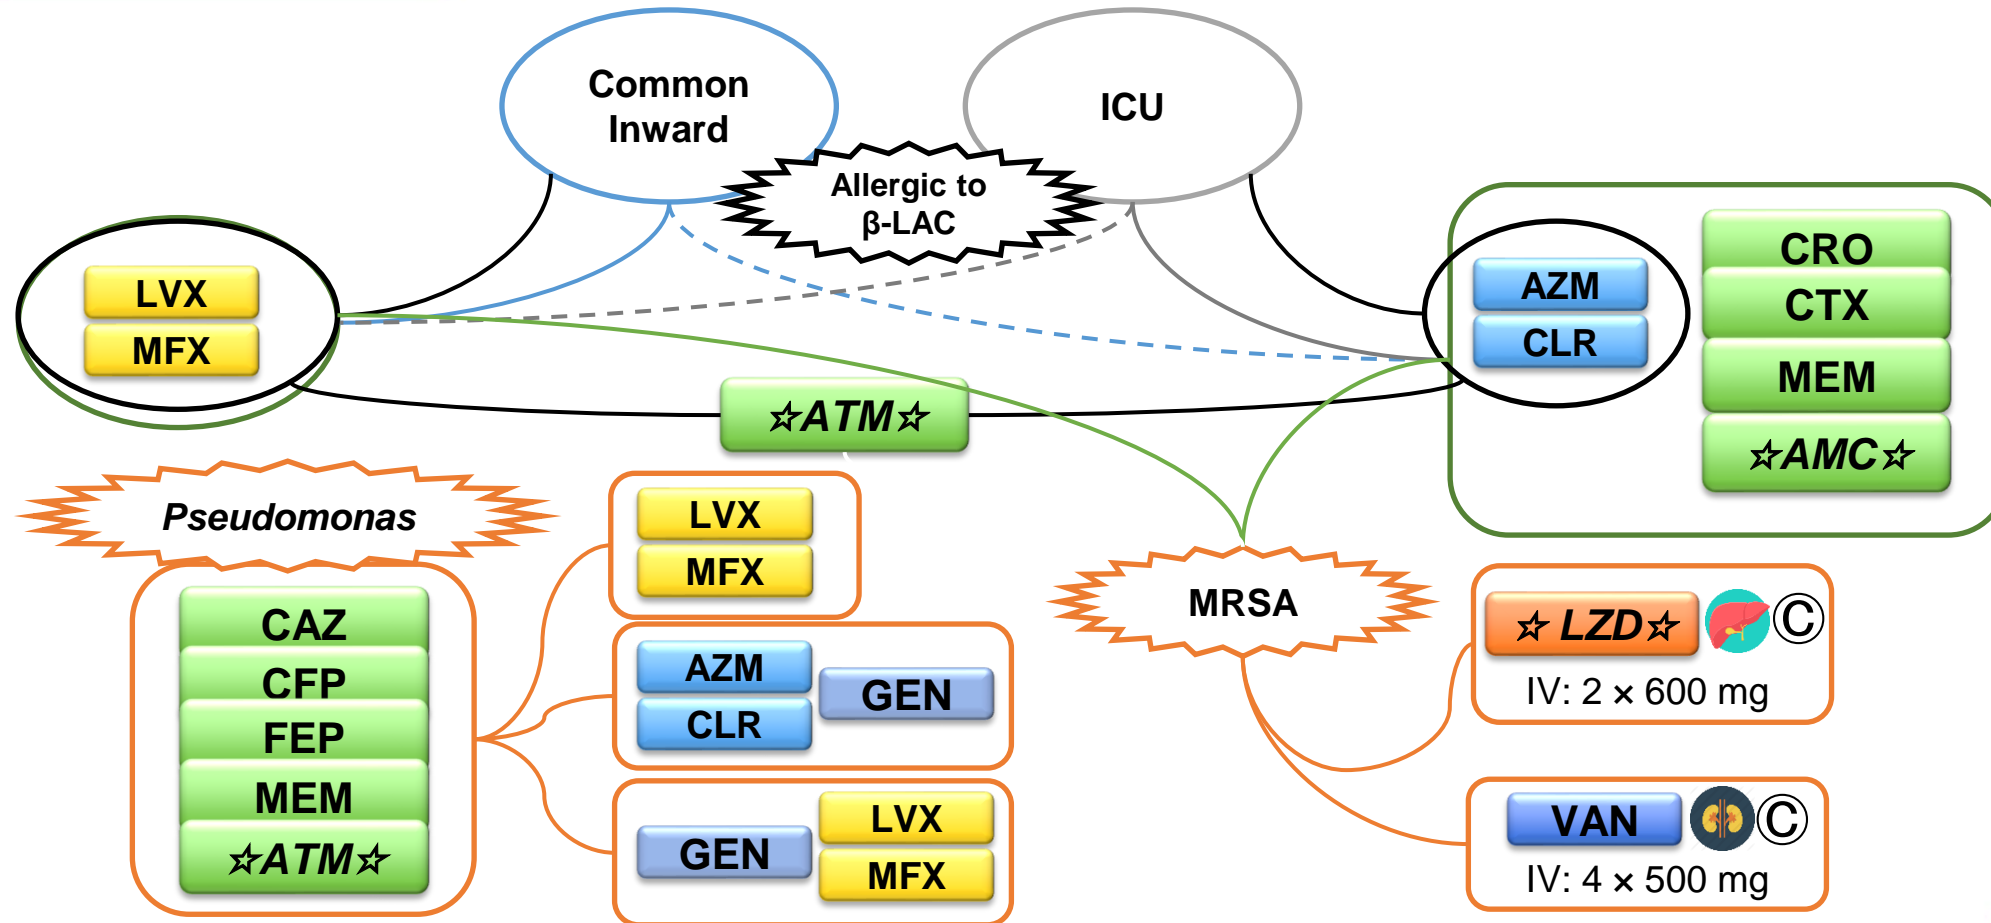 Common
Inward
ICU
Allergic to
β-LAC
LVX
MFX
AZM
CLR
CRO
CTX
MEM
☆AMC☆
☆ATM☆
Pseudomonas
CAZ
CFP
FEP
MEM
☆ATM☆
LVX
MFX
AZM
CLR
GEN
GEN
LVX
MFX
MRSA
☆ LZD☆ Ⓒ
IV: 2 × 600 mg
VAN Ⓒ
IV: 4 × 500 mg